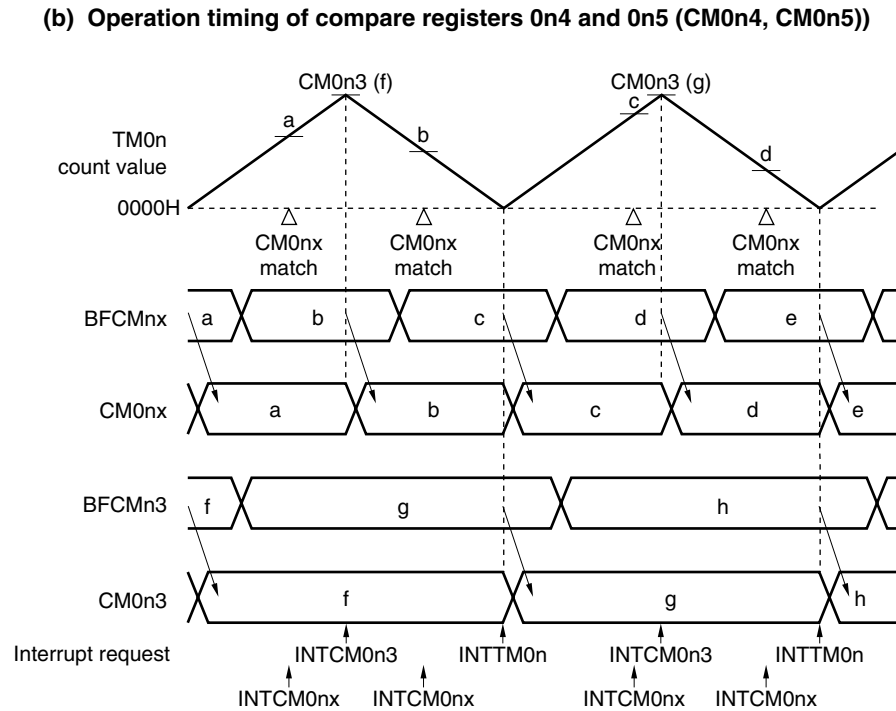 (b) Operation timing of compare registers 0n4 and 0n5 (CM0n4, CM0n5))
CM0n3 (f)
CM0n3 (g)
a
b
c
d
TM0n
count value
0000H
CM0nx
match
CM0nx
match
CM0nx
match
CM0nx
match
BFCMnx
a
b
c
d
e
CM0nx
a
b
c
d
e
BFCMn3
f
g
h
CM0n3
f
g
h
Interrupt request
INTCM0n3
INTTM0n
INTCM0n3
INTTM0n
INTCM0nx
INTCM0nx
INTCM0nx
INTCM0nx